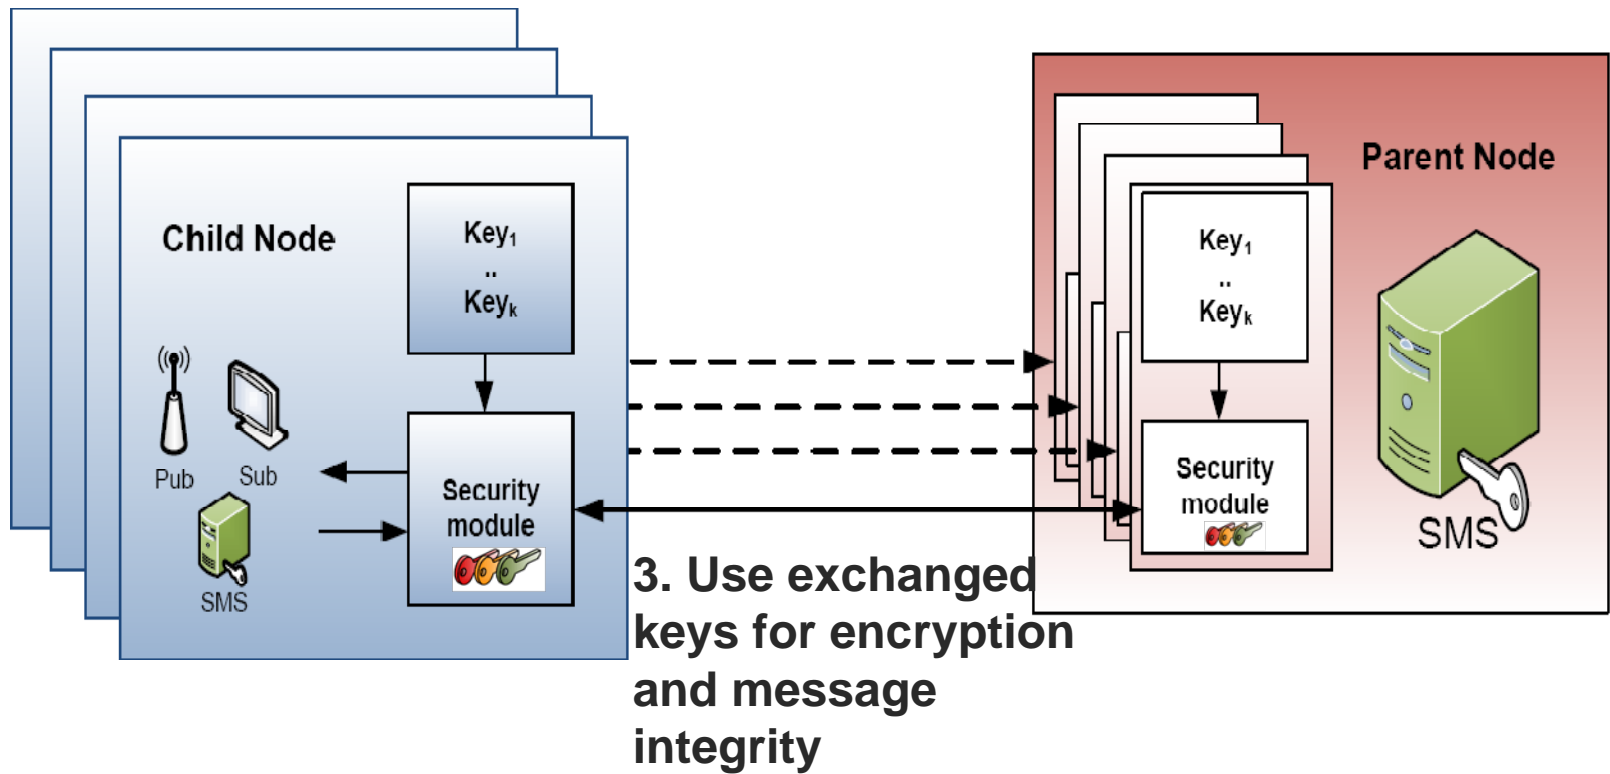 Child Node
Key1
..
Keyk
Pub
Sub
SMS
Security
module
3. Use exchanged
keys for encryption
and message
integrity
Parent Node
Key1
..
Keyk
Security
module
SMS